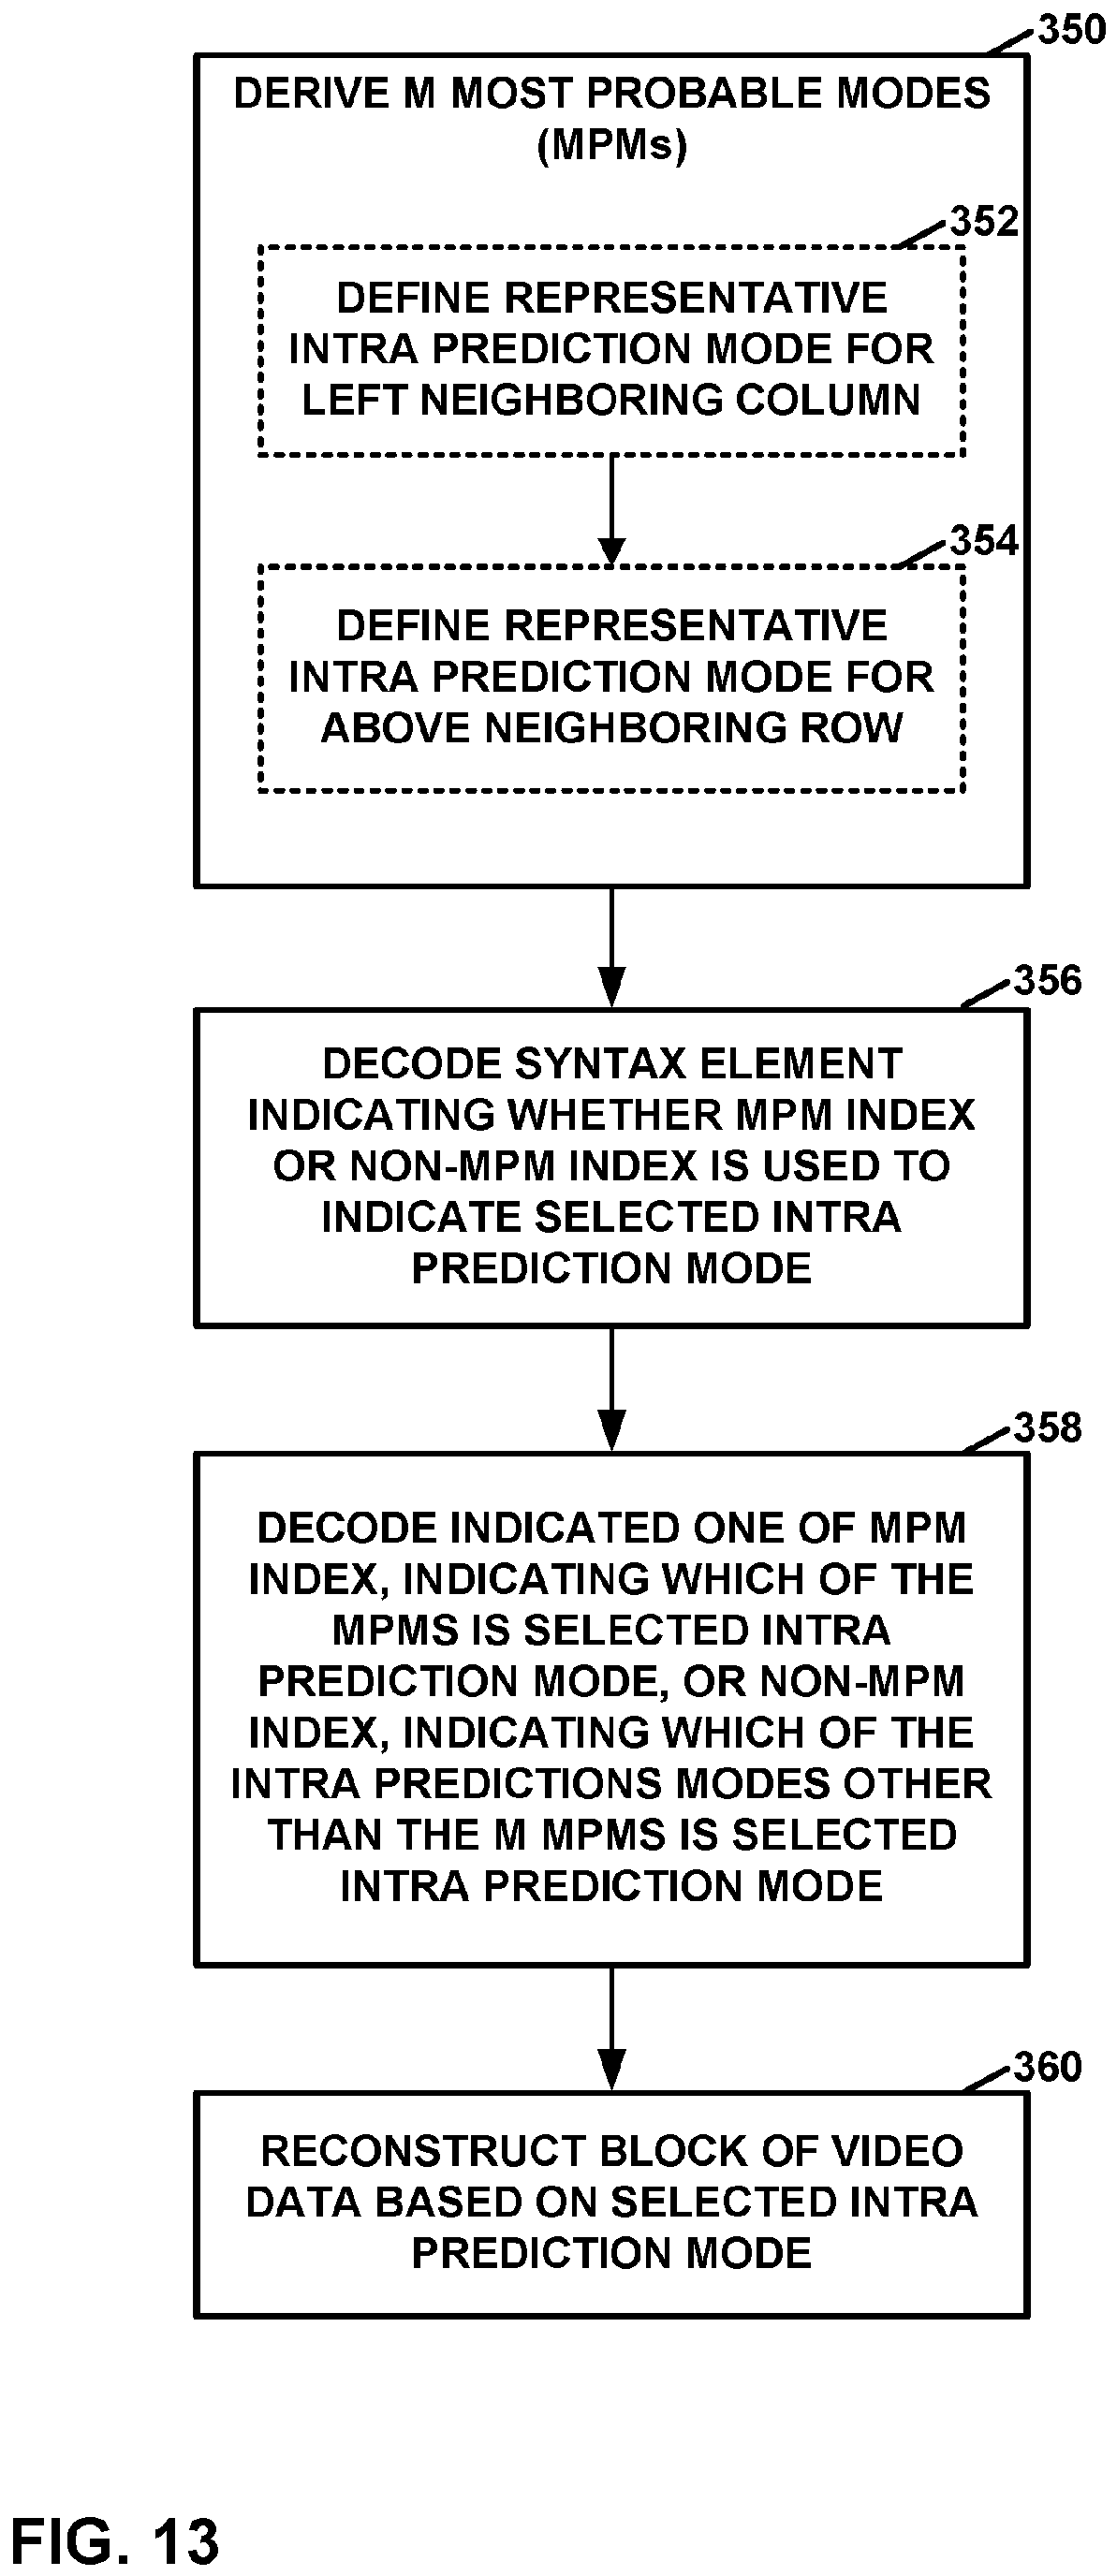 350
DERIVE M MOST PROBABLE MODES
(MPMs)
352
DEFINE REPRESENTATIVE
INTRA PREDICTION MODE FOR
LEFT NEIGHBORING COLUMN
354
DEFINE REPRESENTATIVE
INTRA PREDICTION MODE FOR
ABOVE NEIGHBORING ROW
356
DECODE SYNTAX ELEMENT
INDICATING WHETHER MPM INDEX
OR NON-MPM INDEX IS USED TO
INDICATE SELECTED INTRA
PREDICTION MODE
358
DECODE INDICATED ONE OF MPM
INDEX, INDICATING WHICH OF THE
MPMS IS SELECTED INTRA
PREDICTION MODE, OR NON-MPM
INDEX, INDICATING WHICH OF THE
INTRA PREDICTIONS MODES OTHER
THAN THE M MPMS IS SELECTED
INTRA PREDICTION MODE
360
RECONSTRUCT BLOCK OF VIDEO
DATA BASED ON SELECTED INTRA
PREDICTION MODE
FIG. 13